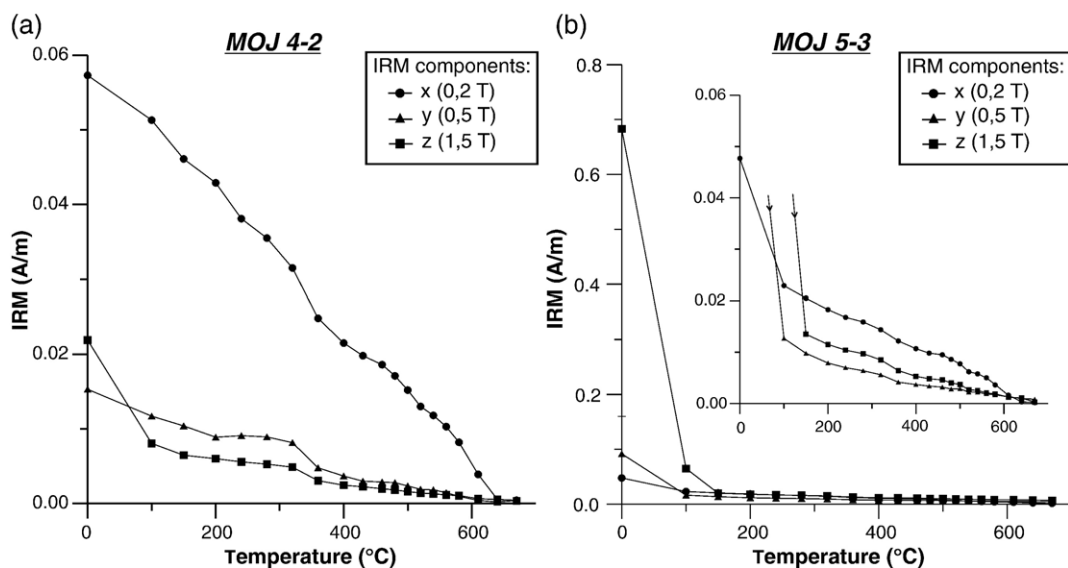 (a)
MOJ 4-2
IRM components:
x (0,2 T)
y (0,5 T)
z (1,5 T)
0.06
0.04
0.02
0.00
IRM (A/m)
0
200
400
600
Temperature (°C)
(b)
MOJ 5-3
IRM components:
x (0,2 T)
y (0,5 T)
z (1,5 T)
0.8
0.6
0.4
0.2
0.0
IRM (A/m)
0
200
400
600
Temperature (°C)
0.06
0.04
0.02
0.00
0
200
400
600